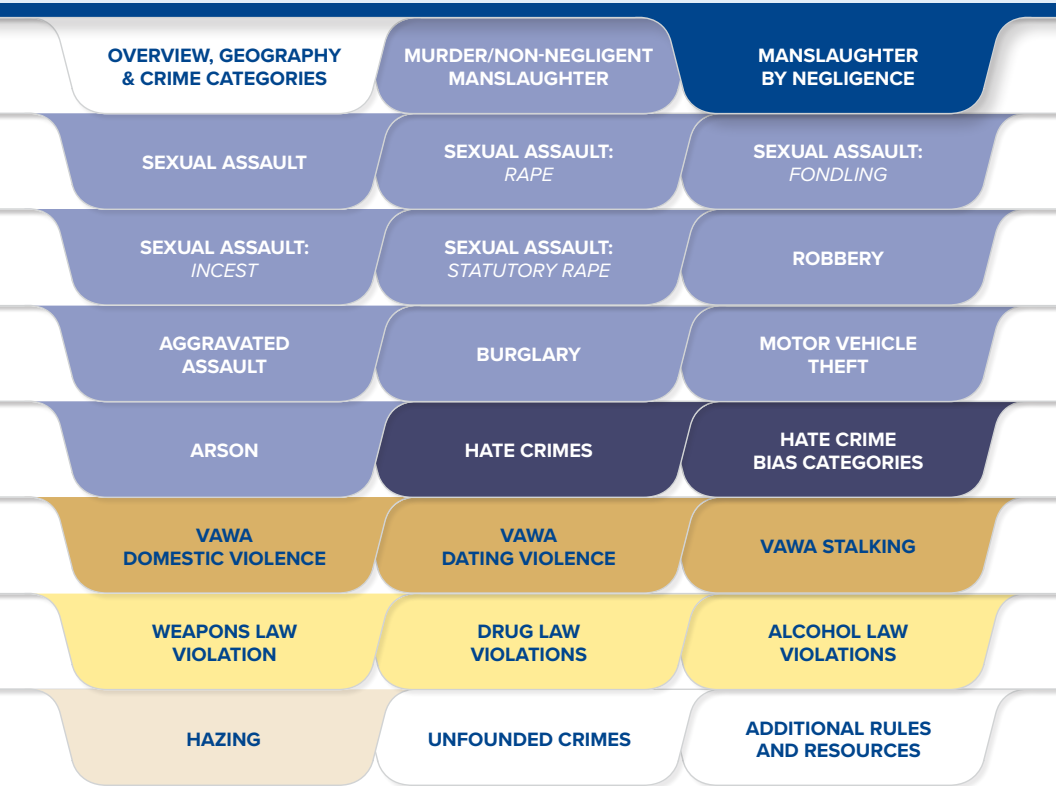 OVERVIEW, GEOGRAPHY
& CRIME CATEGORIES
MURDER/NON-NEGLIGENT
MANSLAUGHTER
MANSLAUGHTER
BY NEGLIGENCE
SEXUAL ASSAULT
SEXUAL ASSAULT:
RAPE
SEXUAL ASSAULT:
FONDLING
SEXUAL ASSAULT:
INCEST
SEXUAL ASSAULT:
STATUTORY RAPE
ROBBERY
AGGRAVATED
ASSAULT
BURGLARY
MOTOR VEHICLE
THEFT
ARSON
HATE CRIMES
HATE CRIME
BIAS CATEGORIES
VAWA
DOMESTIC VIOLENCE
VAWA
DATING VIOLENCE
VAWA STALKING
WEAPONS LAW
VIOLATION
DRUG LAW
VIOLATIONS
ALCOHOL LAW
VIOLATIONS
HAZING
UNFOUNDED CRIMES
ADDITIONAL RULES
AND RESOURCES